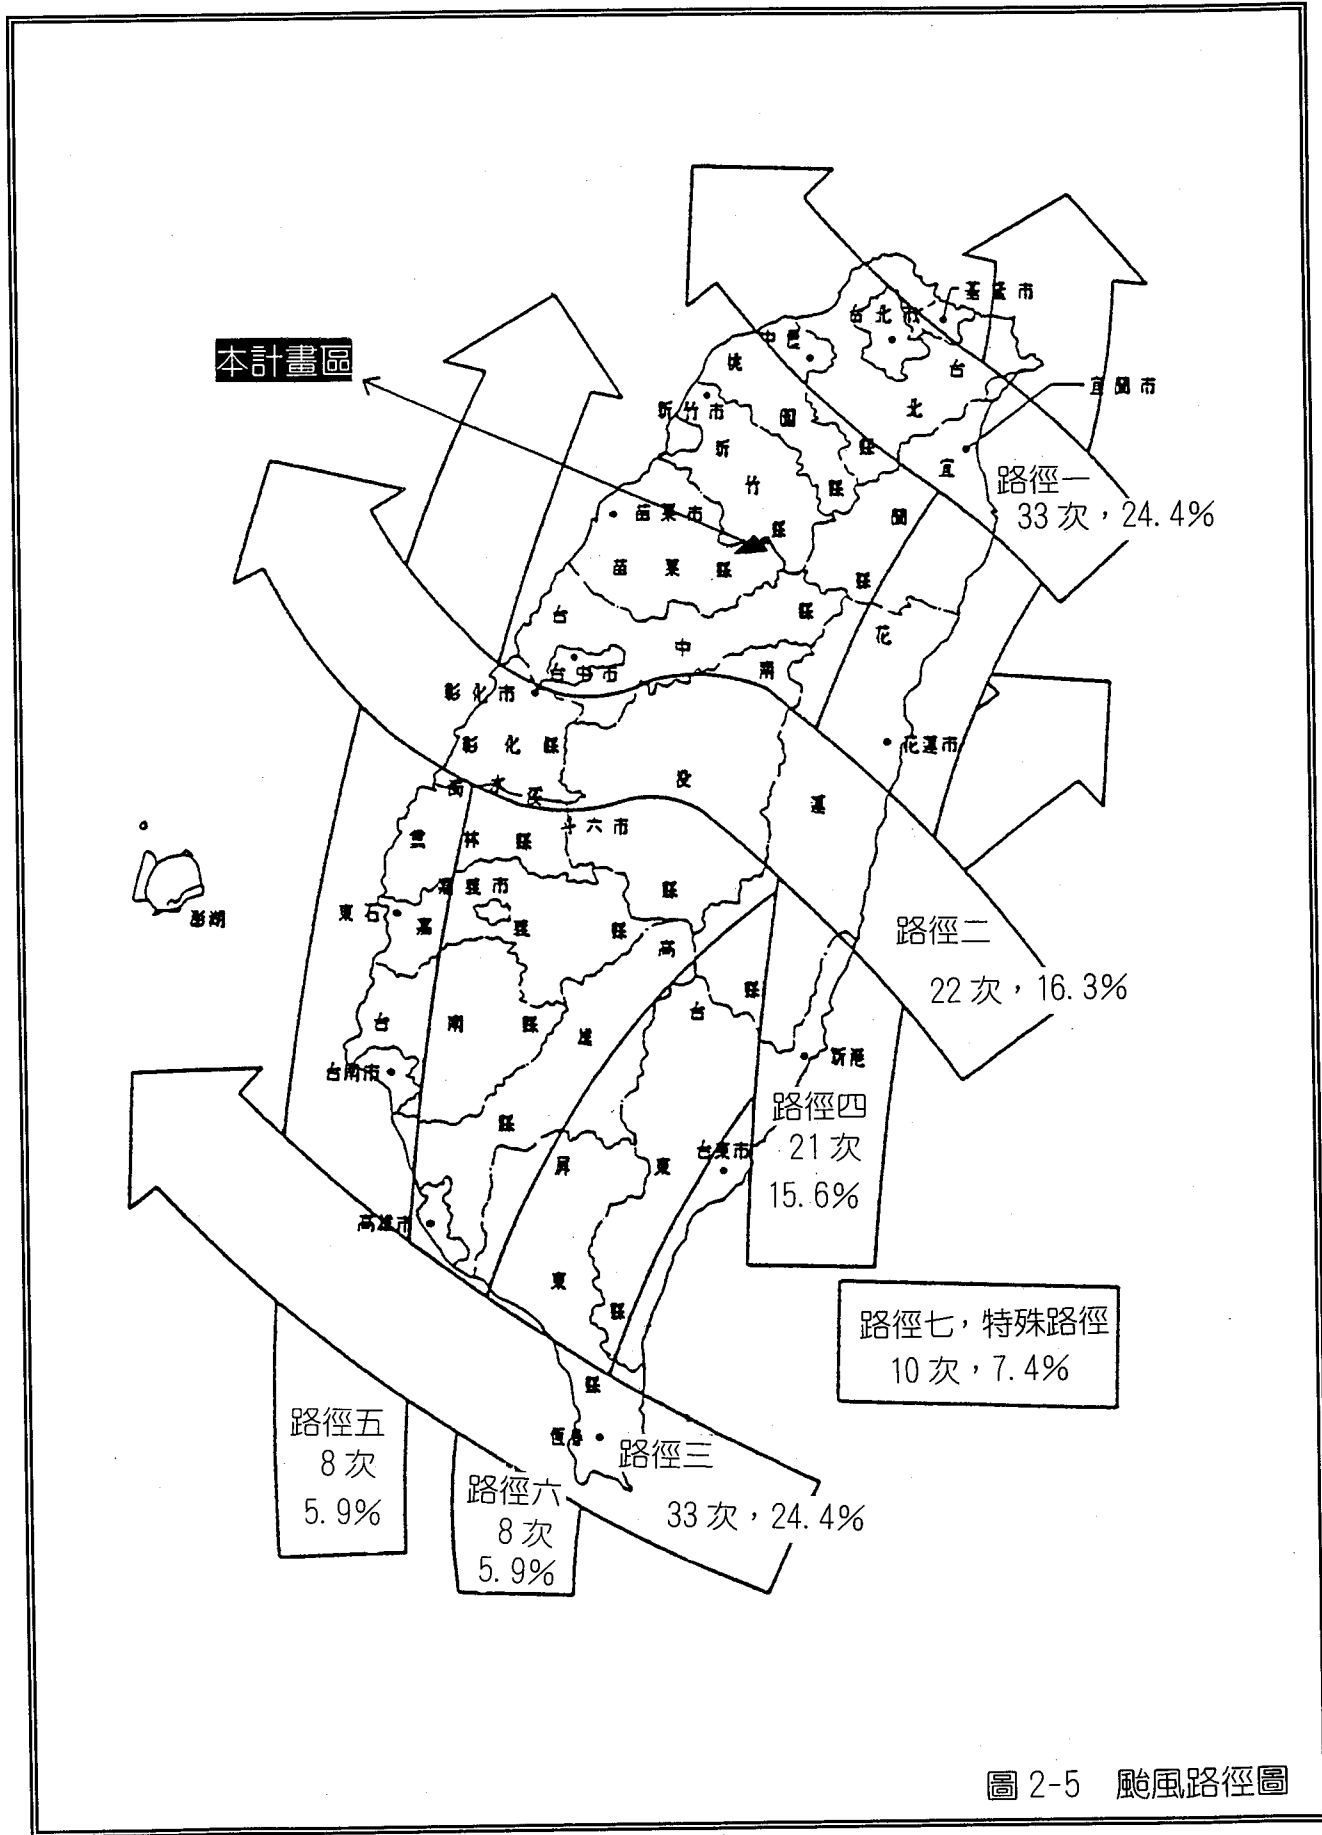 基隆市
台北市
中壢
本計畫區
桃
台
宜蘭市
新竹市
園
北
新
縣
宜
路徑一
竹
縣
33次，24.4%
苗栗市
縣
蘭
苗栗縣
縣
台
縣
花
中
南
台中市
彰化市
彰化縣
花蓮市
投
濁水溪
蓮
雲林縣
斗六市
嘉義市
縣
東石
嘉義縣
澎湖
高
路徑二
縣
22次，16.3%
台
台南縣
雄
新港
台南市
路徑四
縣
21次
台東市
屏
東
15.6%
高雄市
東
縣
路徑七，特殊路徑
10次，7.4%
縣
路徑五
恆春
路徑三
8次
路徑六
5.9%
33次，24.4%
8次
5.9%
圖 2-5 颱風路徑圖